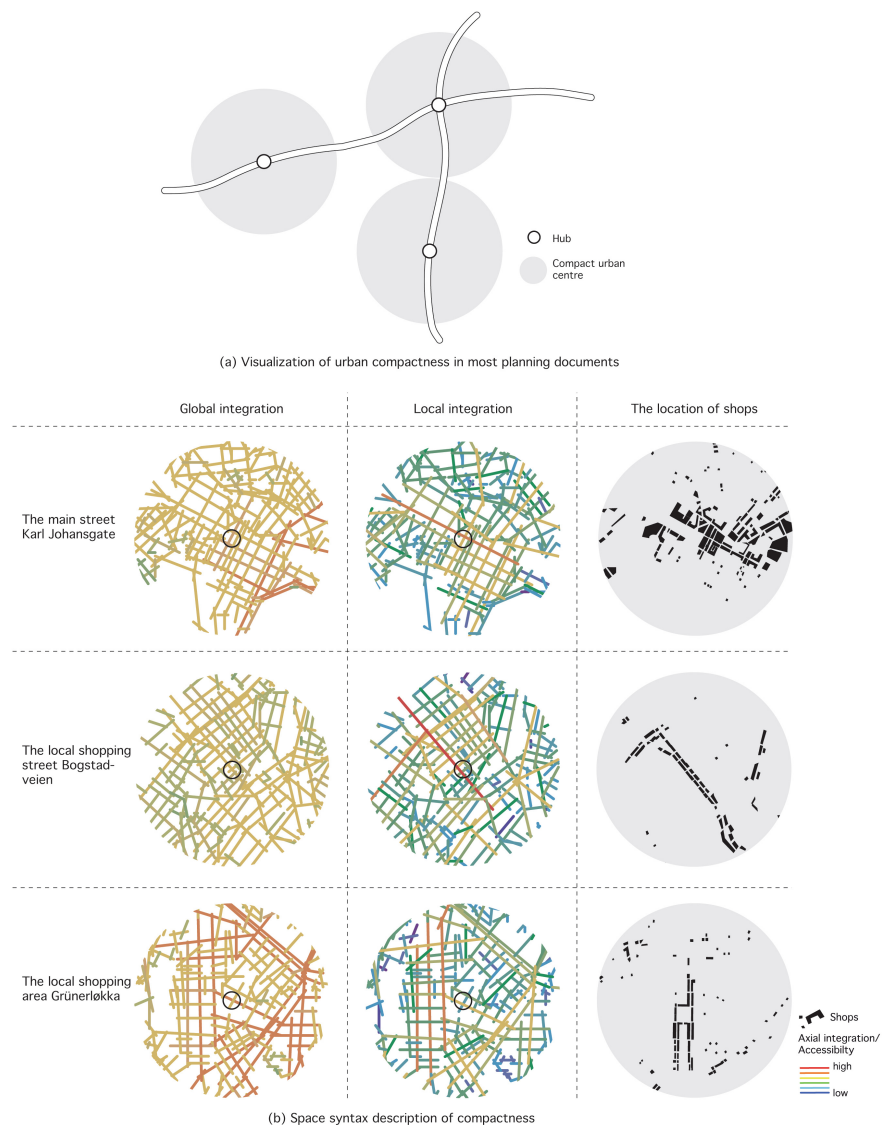 Hub
Compact urban
centre
(a) Visualization of urban compactness in most planning documents
Global integration
Local integration
The location of shops
The main street
Karl Johansgate
The local shopping
street Bogstad-
veien
The local shopping
area Grünerløkka
Shops
Axial integration/
Accessibilty
high
low
(b) Space syntax description of compactness